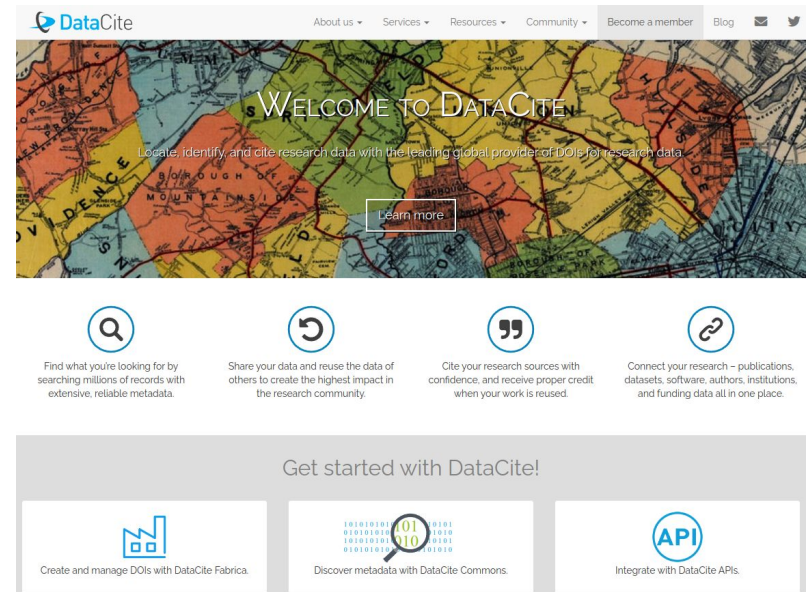 DataCite
About us
Services
Resources
Community
Become a member
Blog
WELCOME TO DATACITE
Locate, identify, and cite research data with the leading global provider of DOIs for research data.
BOROUGH OF
MOUNTAINSIDE
Learn more
Find what you're looking for by
searching millions of records with
extensive, reliable metadata.
Share your data and reuse the data of
others to create the highest impact in
the research community.
Cite your research sources with
confidence, and receive proper credit
when your work is reused.
Connect your research – publications,
datasets, software, authors, institutions,
and funding data all in one place.
Get started with DataCite!
Create and manage DOIs with DataCite Fabrica.
Discover metadata with DataCite Commons.
API
Integrate with DataCite APIs.